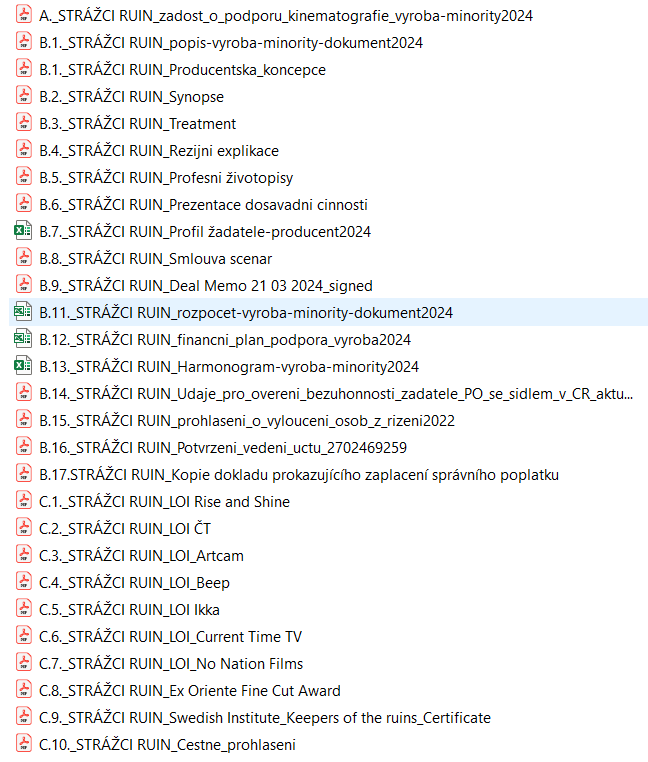 A._STRÁŽCI RUIN_zadost_o_podporu_kinematografie_vyroba-minority2024
B.1._STRÁŽCI RUIN_popis-vyroba-minority-dokument2024
B.1._STRÁŽCI RUIN_Producentska_koncepce
B.2._STRÁŽCI RUIN_Synopse
B.3._STRÁŽCI RUIN_Treatment
B.4._STRÁŽCI RUIN_Rezijni explikace
B.5._STRÁŽCI RUIN_Profesni životopisy
B.6._STRÁŽCI RUIN_Prezentace dosavadni cinnosti
B.7._STRÁŽCI RUIN_Profil žadatele-producent2024
B.8._STRÁŽCI RUIN_Smlouva scenar
B.9._STRÁŽCI RUIN_Deal Memo 21 03 2024_signed
B.11._STRÁŽCI RUIN_rozpocet-vyroba-minority-dokument2024
B.12._STRÁŽCI RUIN_financni_plan_podpora_vyroba2024
B.13._STRÁŽCI RUIN_Harmonogram-vyroba-minority2024
B.14._STRÁŽCI RUIN_Udaje_pro_overeni_bezuhonnosti_zadatele_PO_se_sidlem_v_CR_aktu...
B.15._STRÁŽCI RUIN_prohlaseni_o_vylouceni_osob_z_rizeni2022
B.16._STRÁŽCI RUIN_Potvrzeni_vedeni_uctu_2702469259
B.17.STRÁŽCI RUIN_Kopie dokladu prokazujícího zaplacení správního poplatku
C.1._STRÁŽCI RUIN_LOI Rise and Shine
C.2._STRÁŽCI RUIN_LOI ČT
C.3._STRÁŽCI RUIN_LOI_Artcam
C.4._STRÁŽCI RUIN_LOI_Beep
C.5._STRÁŽCI RUIN_LOI Ikka
C.6._STRÁŽCI RUIN_LOI_Current Time TV
C.7._STRÁŽCI RUIN_LOI_No Nation Films
C.8._STRÁŽCI RUIN_Ex Oriente Fine Cut Award
C.9._STRÁŽCI RUIN_Swedish Institute_Keepers of the ruins_Certificate
C.10._STRÁŽCI RUIN_Cestne_prohlaseni